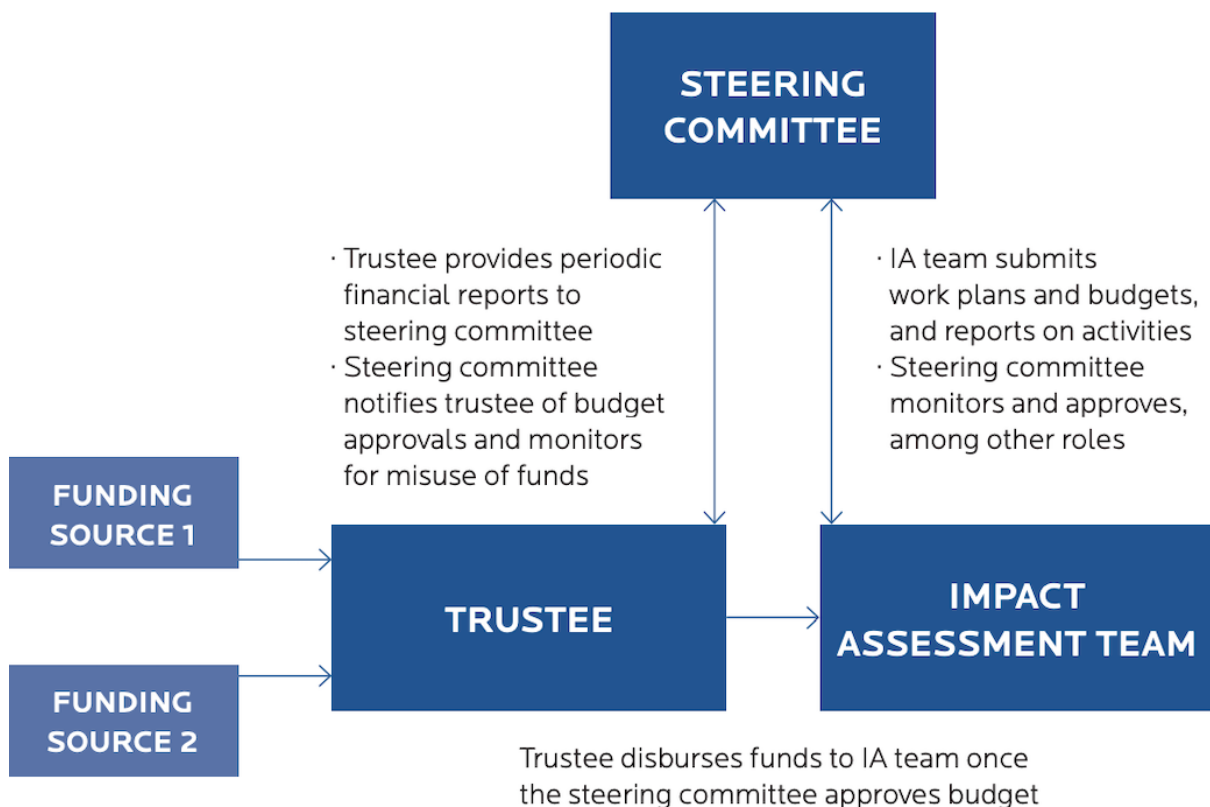 STEERING
COMMITTEE
· Trustee provides periodic
financial reports to
steering committee
· Steering committee
notifies trustee of budget
approvals and monitors
for misuse of funds
· IA team submits
work plans and budgets,
and reports on activities
· Steering committee
monitors and approves,
among other roles
FUNDING
SOURCE 1
FUNDING
SOURCE 2
TRUSTEE
IMPACT
ASSESSMENT TEAM
Trustee disburses funds to IA team once
the steering committee approves budget